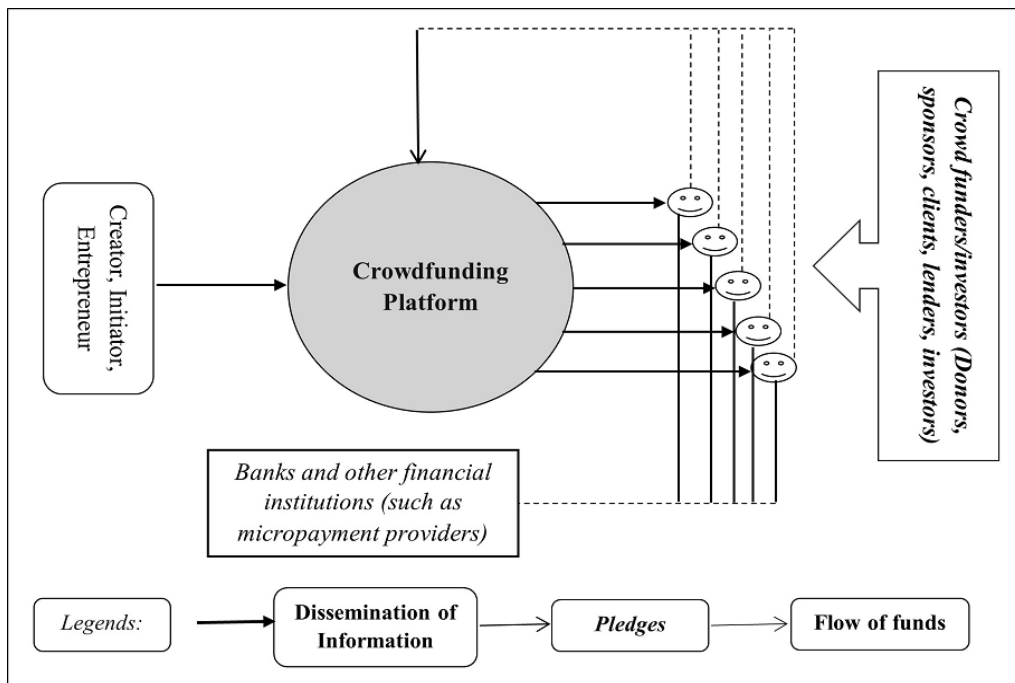 Creator, Initiator,
Entrepreneur
Crowdfunding
Platform
Crowd funders/investors (Donors,
sponsors, clients, lenders, investors)
Banks and other financial
institutions (such as
micropayment providers)
Legends:
Dissemination of
Information
Pledges
Flow of funds